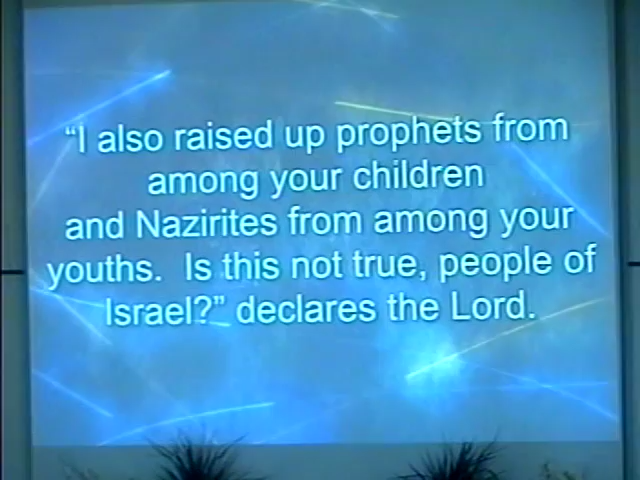 “I also raised up prophets from
among your children
and Nazirites from among your
youths.  Is this not true, people of
Israel?” declares the Lord.